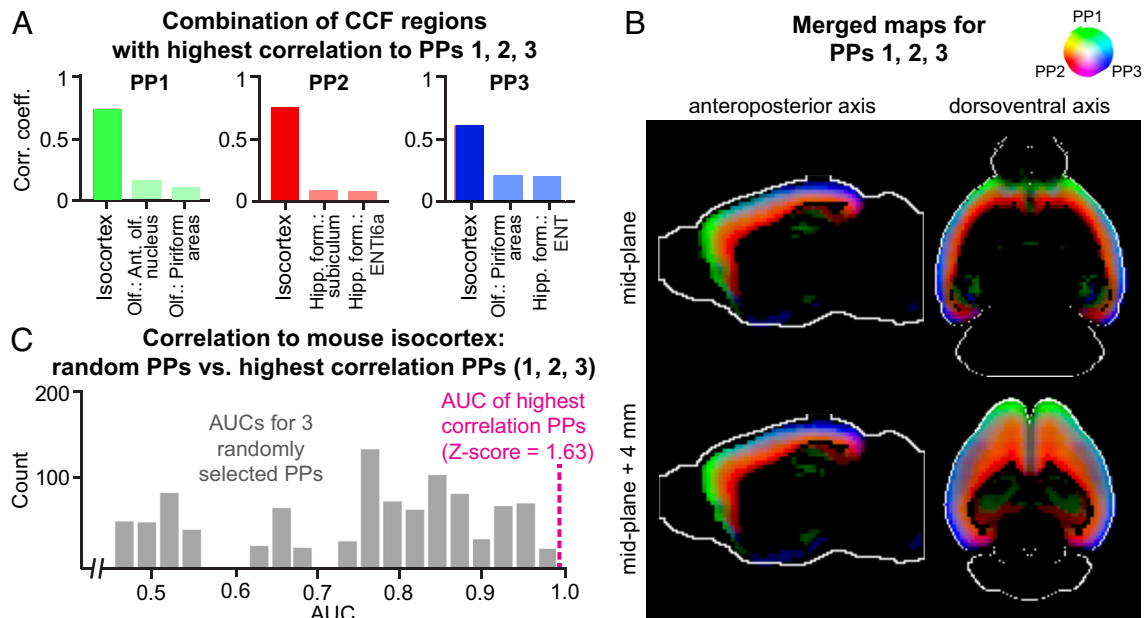 A
Combination of CCF regions
with highest correlation to PPs 1, 2, 3
PP1
PP2
PP3
Corr. coeff.
1
0.5
0
1
0.5
0
1
0.5
0
Isocortex
Olf.: Ant. olf.
nucleus
Olf.: Piriform
areas
Isocortex
Hipp. form.:
subiculum
Hipp. form.:
ENTl6a
Isocortex
Olf.: Piriform
areas
Hipp. form.:
ENT
B
Merged maps for
PPs 1, 2, 3
PP1
PP2
PP3
anteroposterior axis
dorsoventral axis
mid-plane
mid-plane + 4 mm
C
Correlation to mouse isocortex:
random PPs vs. highest correlation PPs (1, 2, 3)
Count
200
100
AUCs for 3
randomly
selected PPs
AUC of highest
correlation PPs
(Z-score = 1.63)
0.5
0.6
0.7
0.8
0.9
1.0
AUC